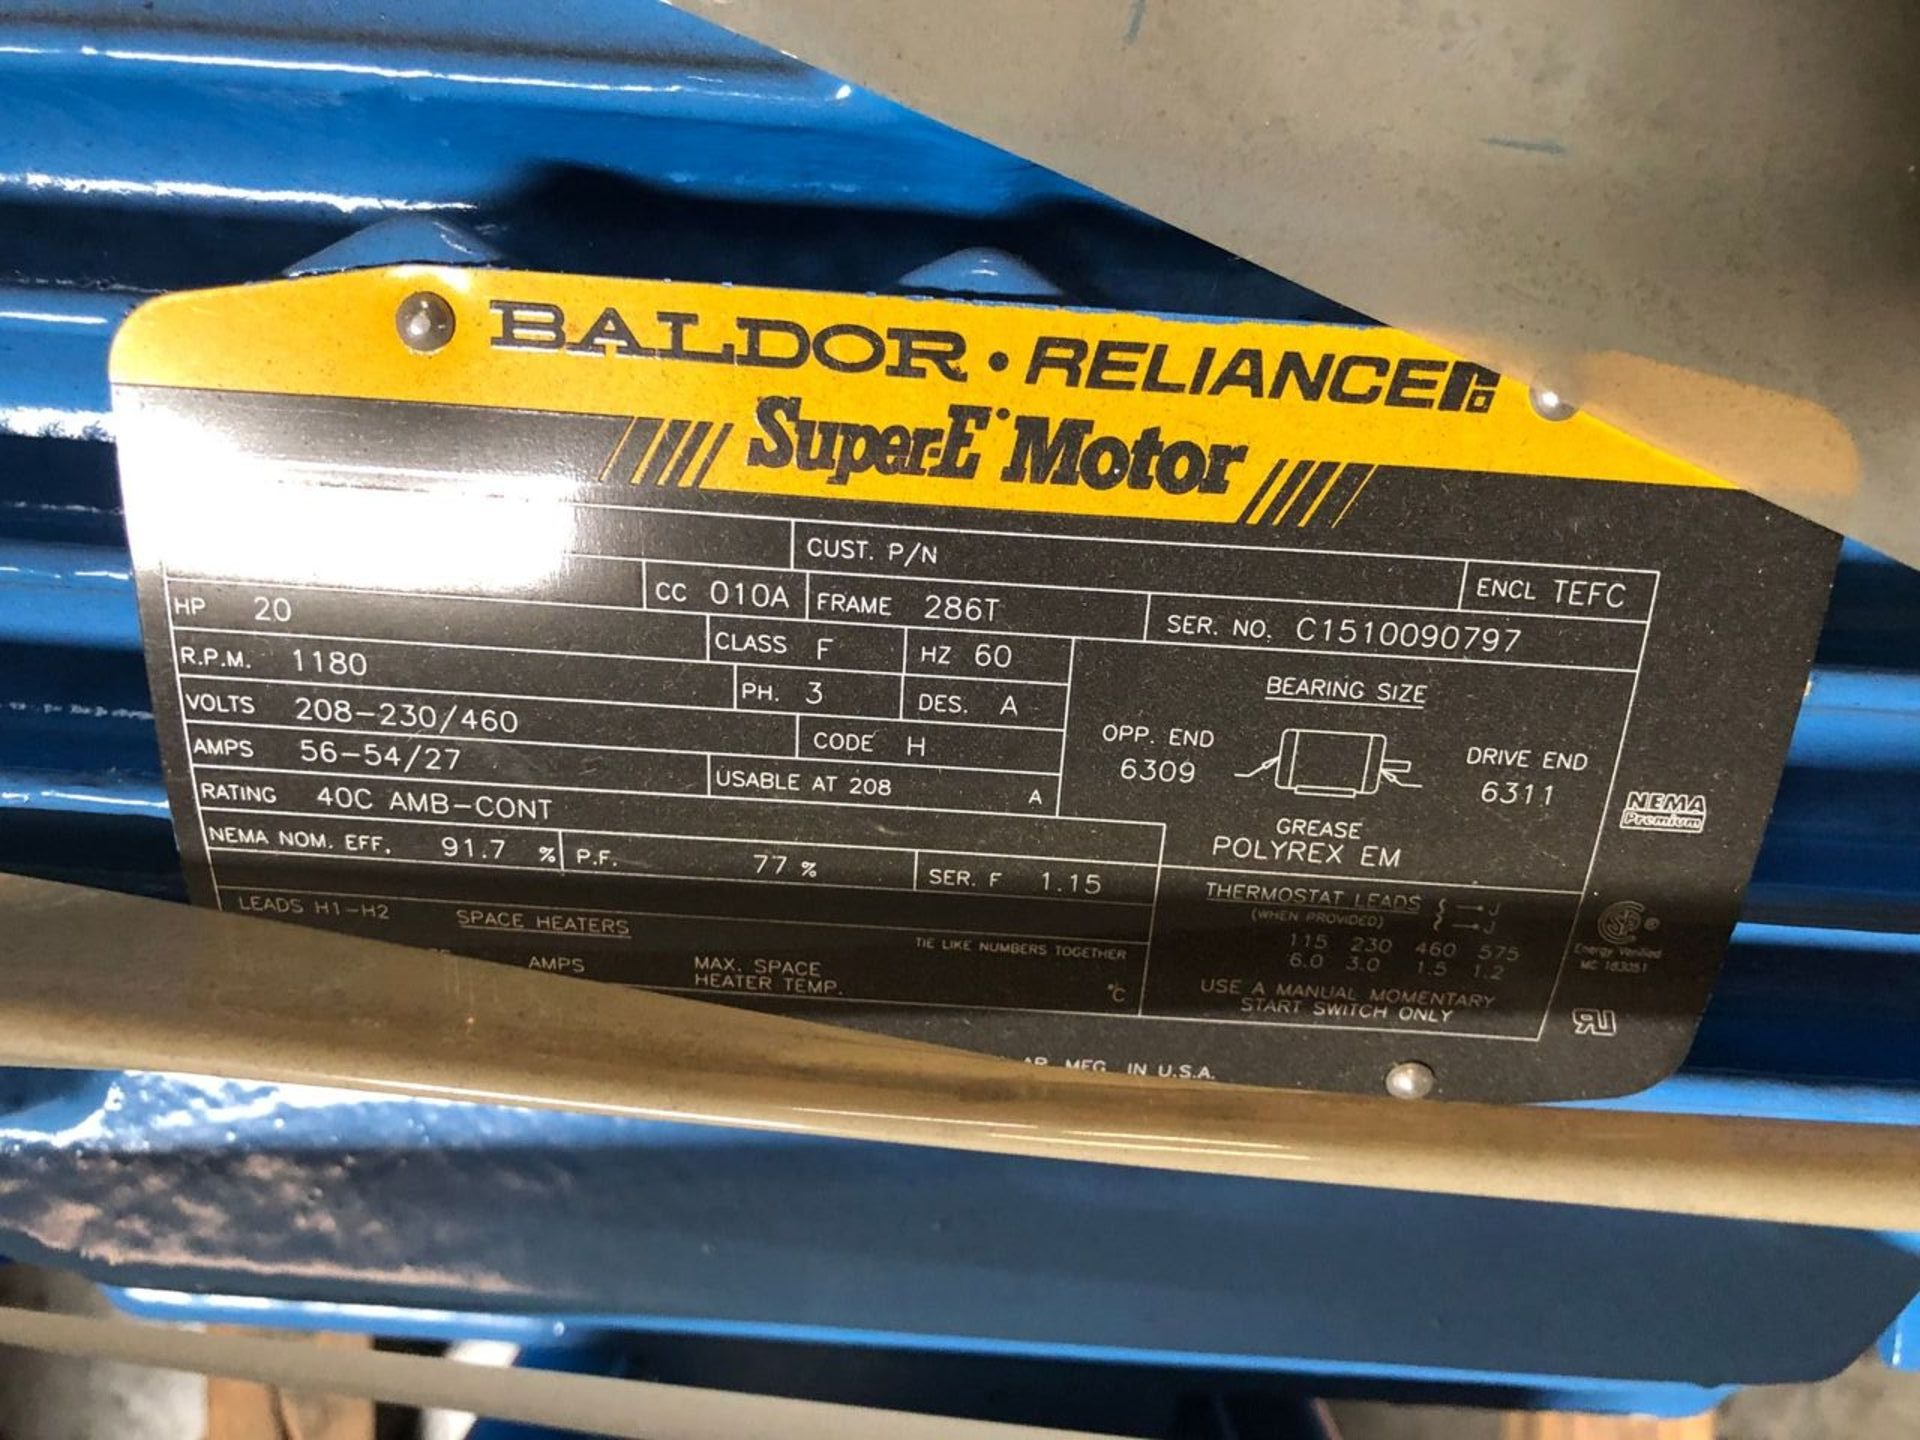 BALDOR • RELIANCE
Super-E Motor
CUST. P/N
ENCL TEFC
CC 010A FRAME 286T SER. NO. C1510090797
HP 20 CLASS F HZ 60
R.P.M. 1180 PH. 3 DES. A
VOLTS 208-230/460 CODE H
AMPS 56-54/27 USABLE AT 208 A
RATING 40C AMB-CONT
NEMA NOM. EFF. 91.7 % P.F. 77 % SER. F 1.15
BEARING SIZE
OPP. END
6309
DRIVE END
6311
GREASE
POLYREX EM
NEMA
Premium
LEADS H1-H2 SPACE HEATERS
TIE LIKE NUMBERS TOGETHER
AMPS
MAX. SPACE
HEATER TEMP. °C
THERMOSTAT LEADS J
(WHEN PROVIDED) J
115 230 460 575
6.0 3.0 1.5 1.2
USE A MANUAL MOMENTARY
START SWITCH ONLY
Energy Verified
MC 183051
MFG. IN U.S.A.